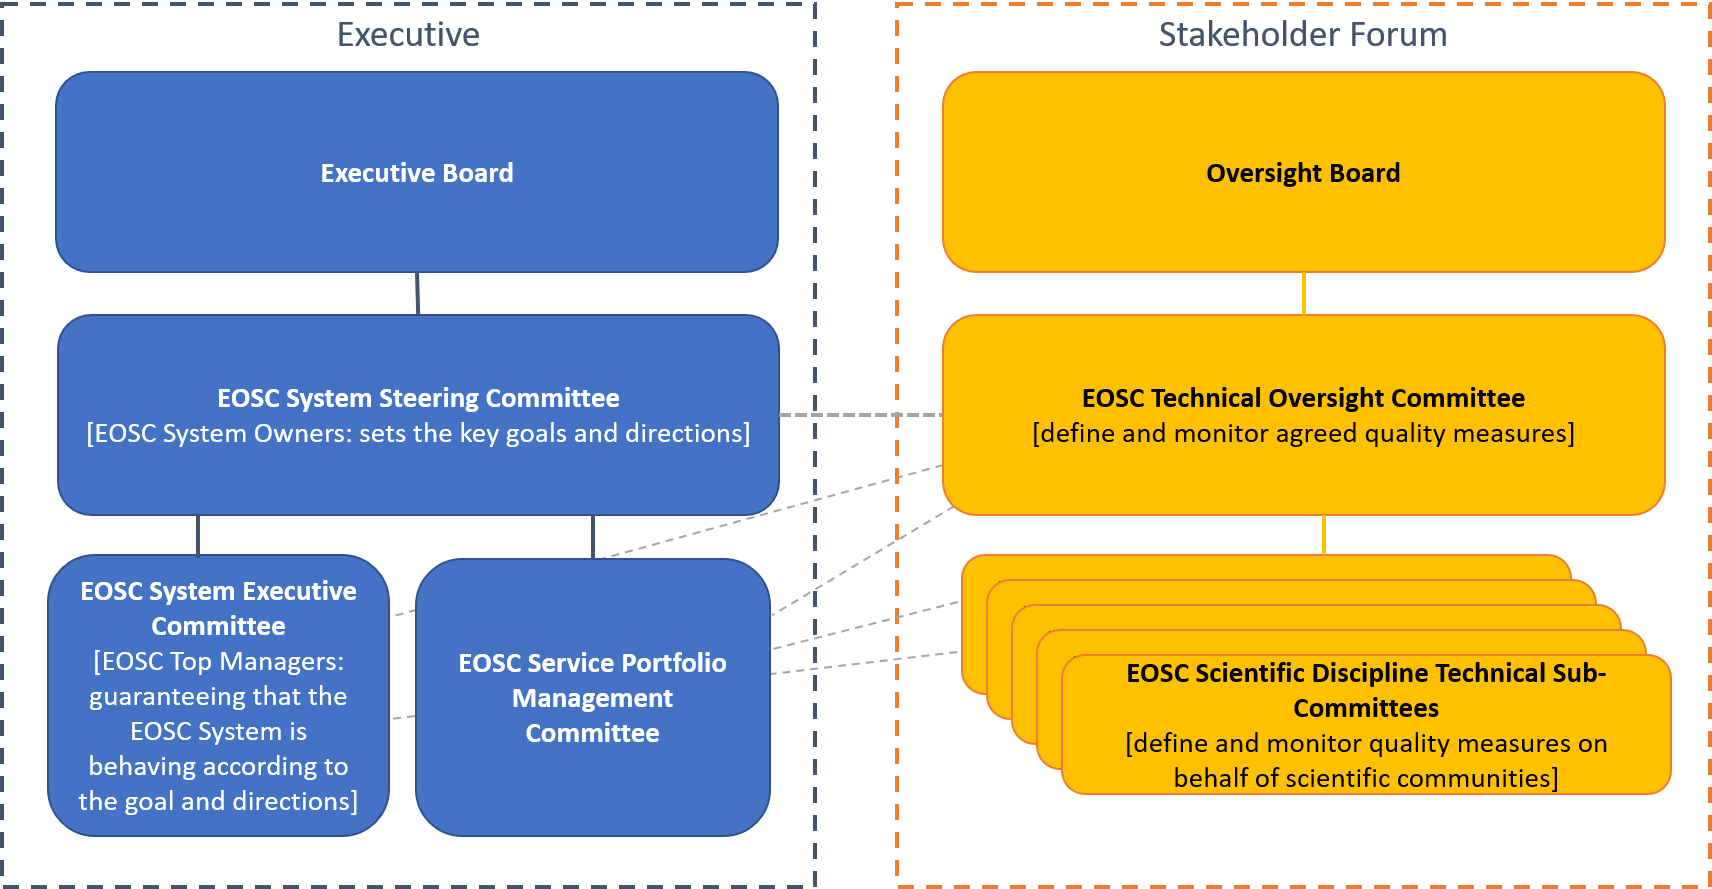 Executive
Executive Board
EOSC System Steering Committee
[EOSC System Owners: sets the key goals and directions]
EOSC System Executive
Committee
[EOSC Top Managers:
guaranteeing that the
EOSC System is
behaving according to
the goal and directions]
EOSC Service Portfolio
Management
Committee
Stakeholder Forum
Oversight Board
EOSC Technical Oversight Committee
[define and monitor agreed quality measures]
EOSC Scientific Discipline Technical Sub-
Committees
[define and monitor quality measures on
behalf of scientific communities]